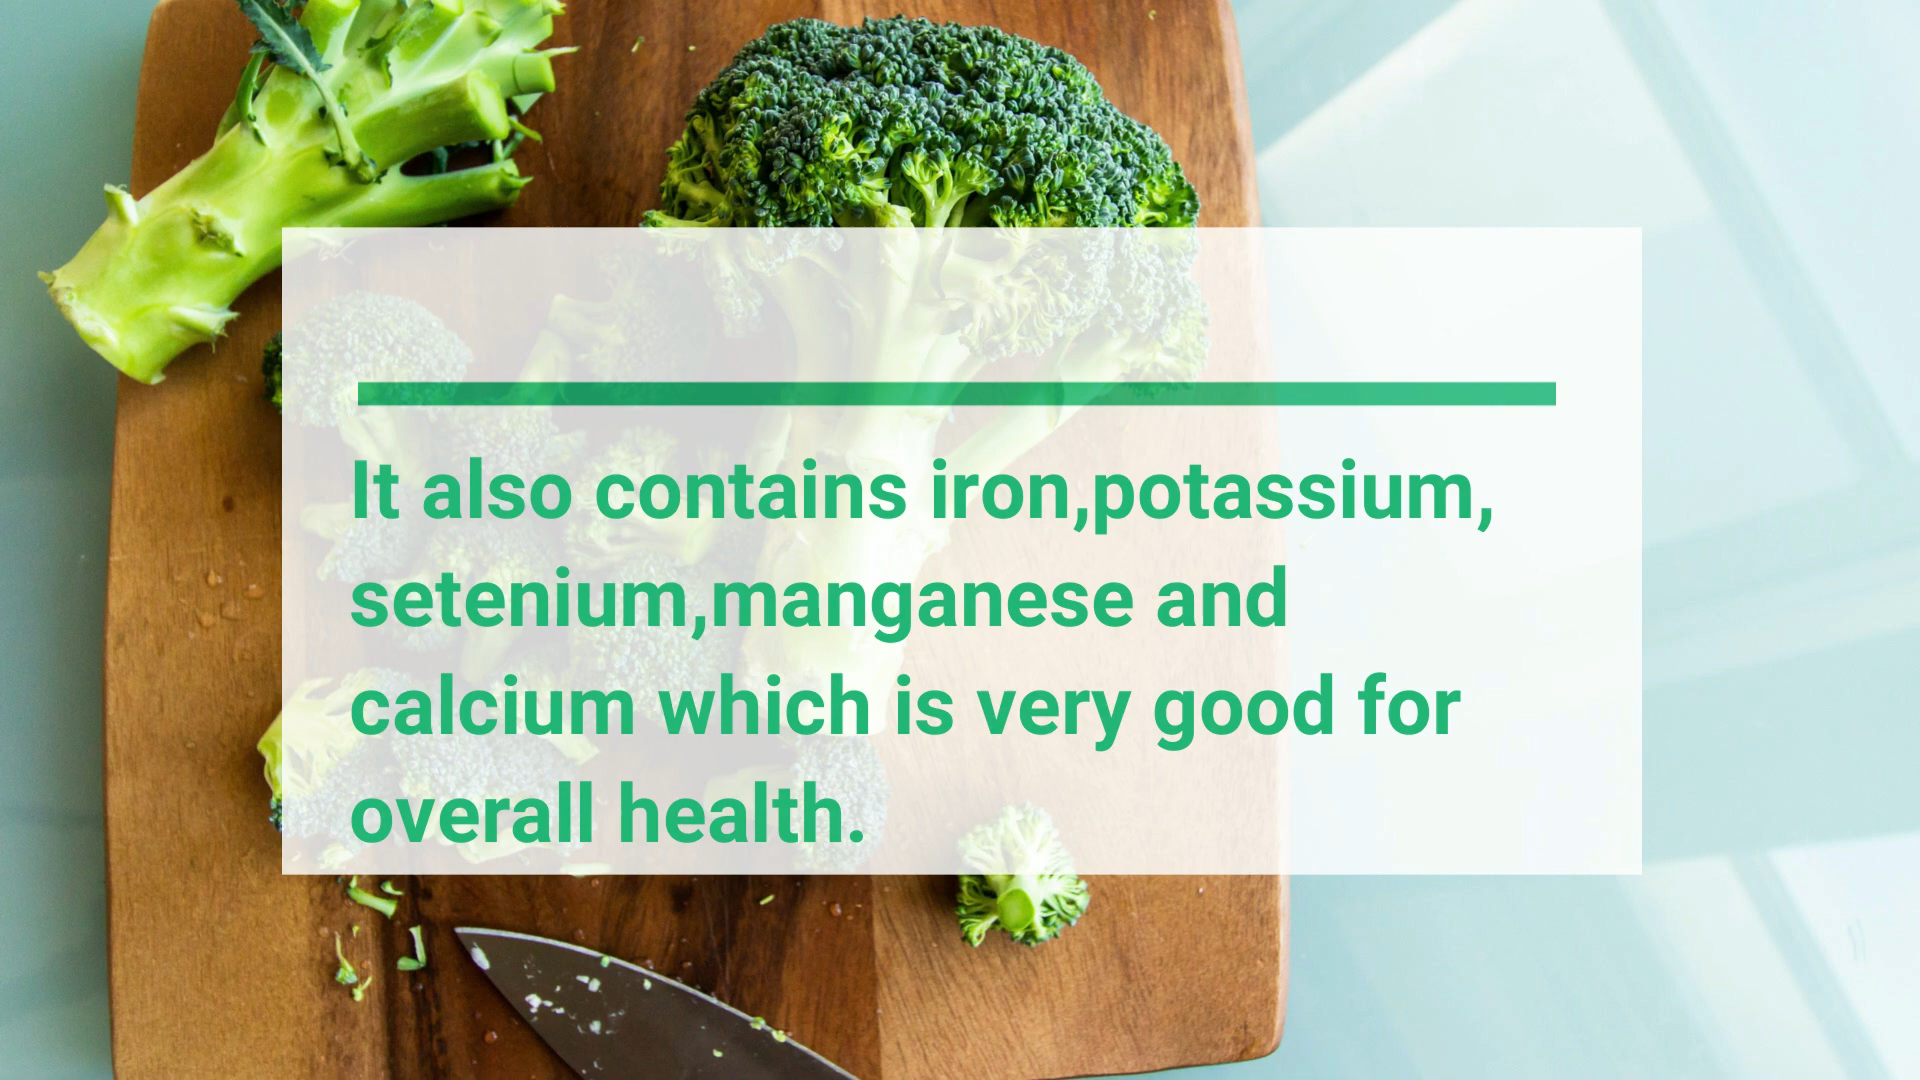 It also contains iron,potassium,
setenium,manganese and
calcium which is very good for
overall health.